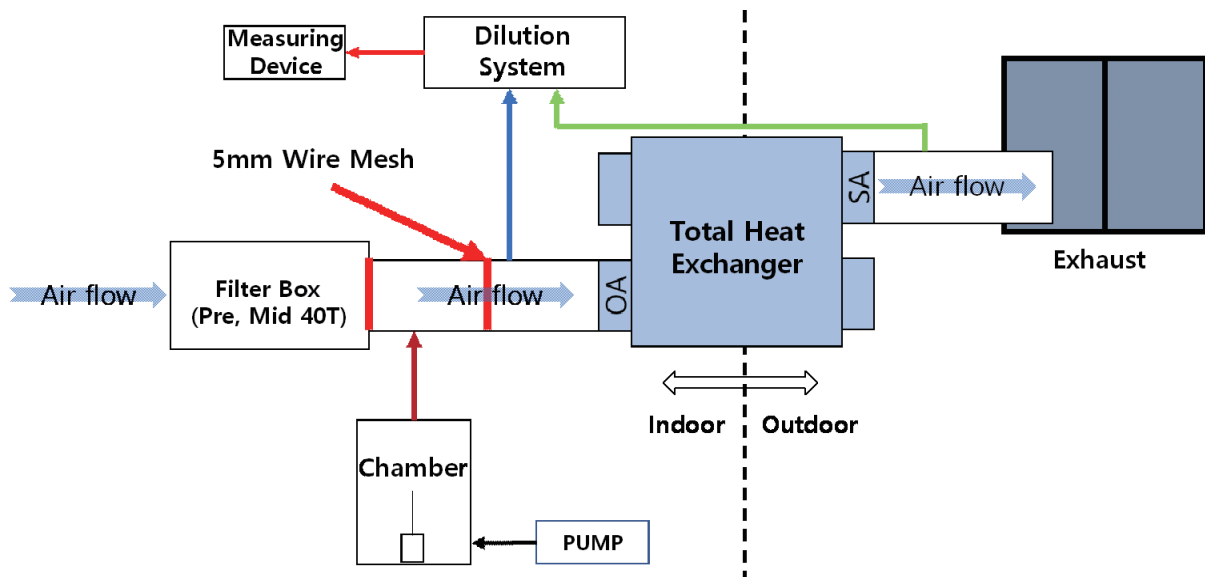 Measuring
Device
Dilution
System
5mm Wire Mesh
Air flow
Filter Box
(Pre, Mid 40T)
Air flow
OA
Total Heat
Exchanger
SA
Air flow
Exhaust
Indoor
Outdoor
Chamber
PUMP